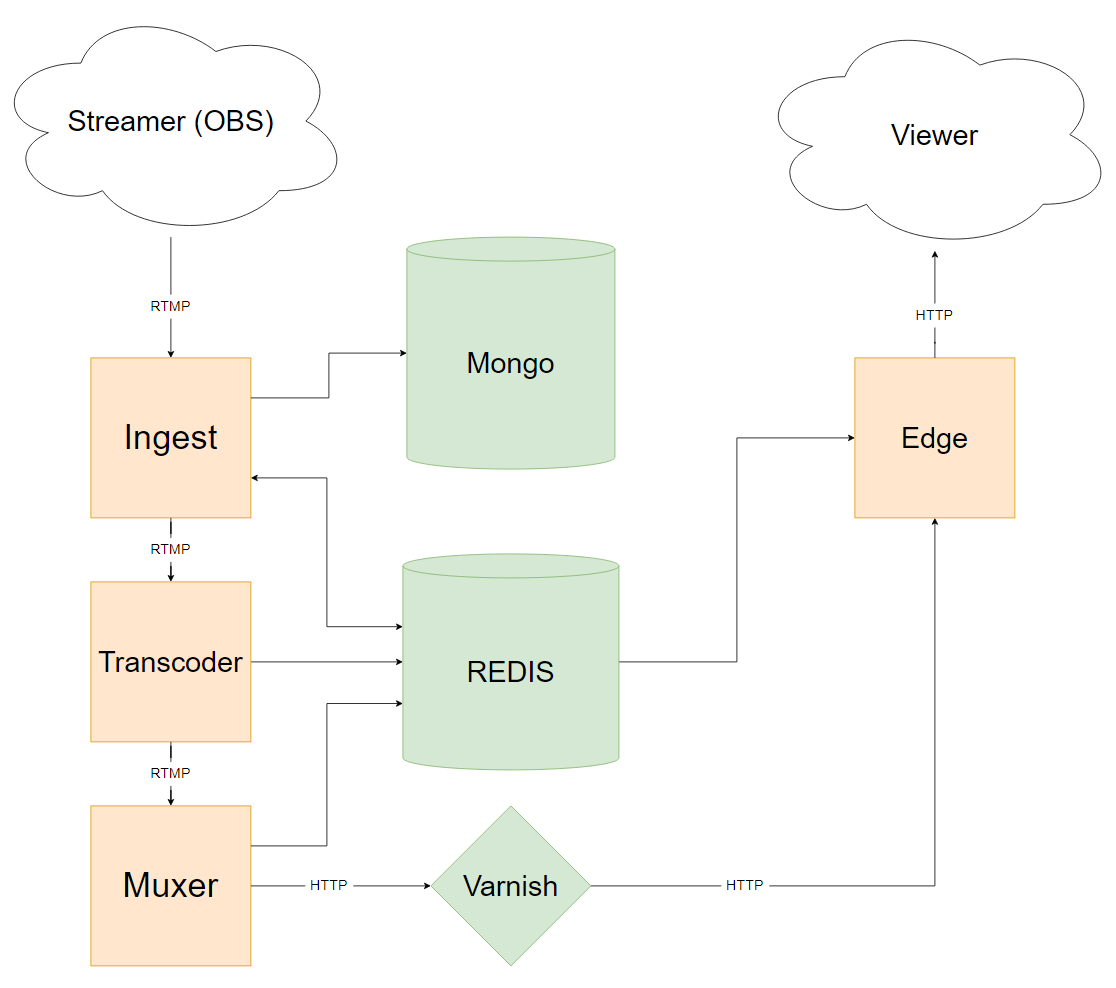 Streamer (OBS)
Viewer
RTMP
HTTP
Mongo
Ingest
Edge
RTMP
Transcoder
REDIS
RTMP
Muxer
HTTP
Varnish
HTTP